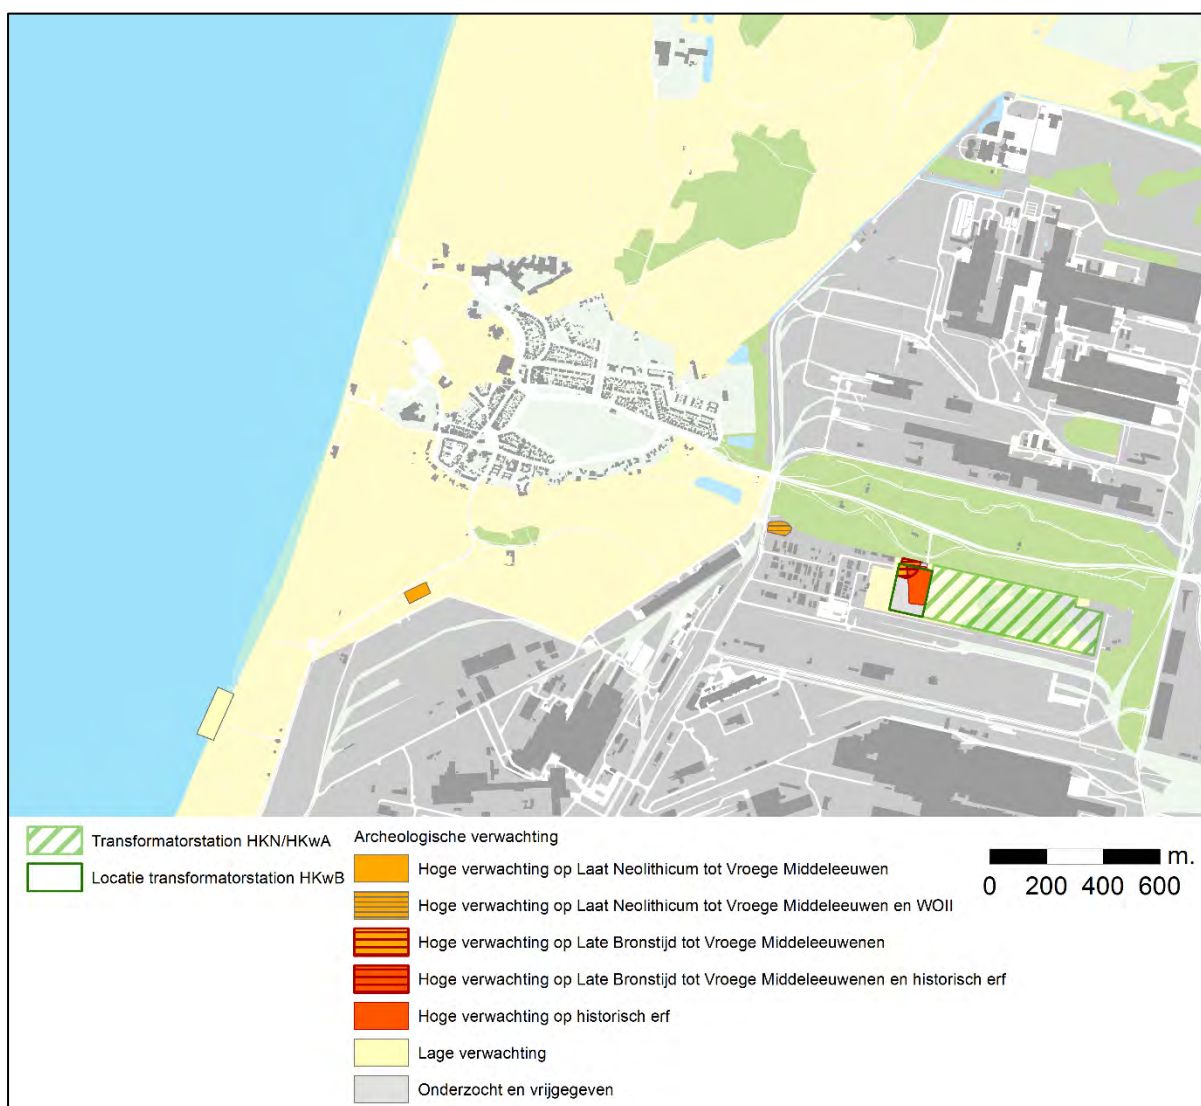 Transformatorstation HKN/HKwA
Locatie transformatorstation HKwB
Archeologische verwachting
Hoge verwachting op Laat Neolithicum tot Vroege Middeleeuwen
Hoge verwachting op Laat Neolithicum tot Vroege Middeleeuwen en WOII
Hoge verwachting op Late Bronstijd tot Vroege Middeleeuwenen
Hoge verwachting op Late Bronstijd tot Vroege Middeleeuwenen en historisch erf
Hoge verwachting op historisch erf
Lage verwachting
Onderzocht en vrijgegeven
m.
0 200 400 600